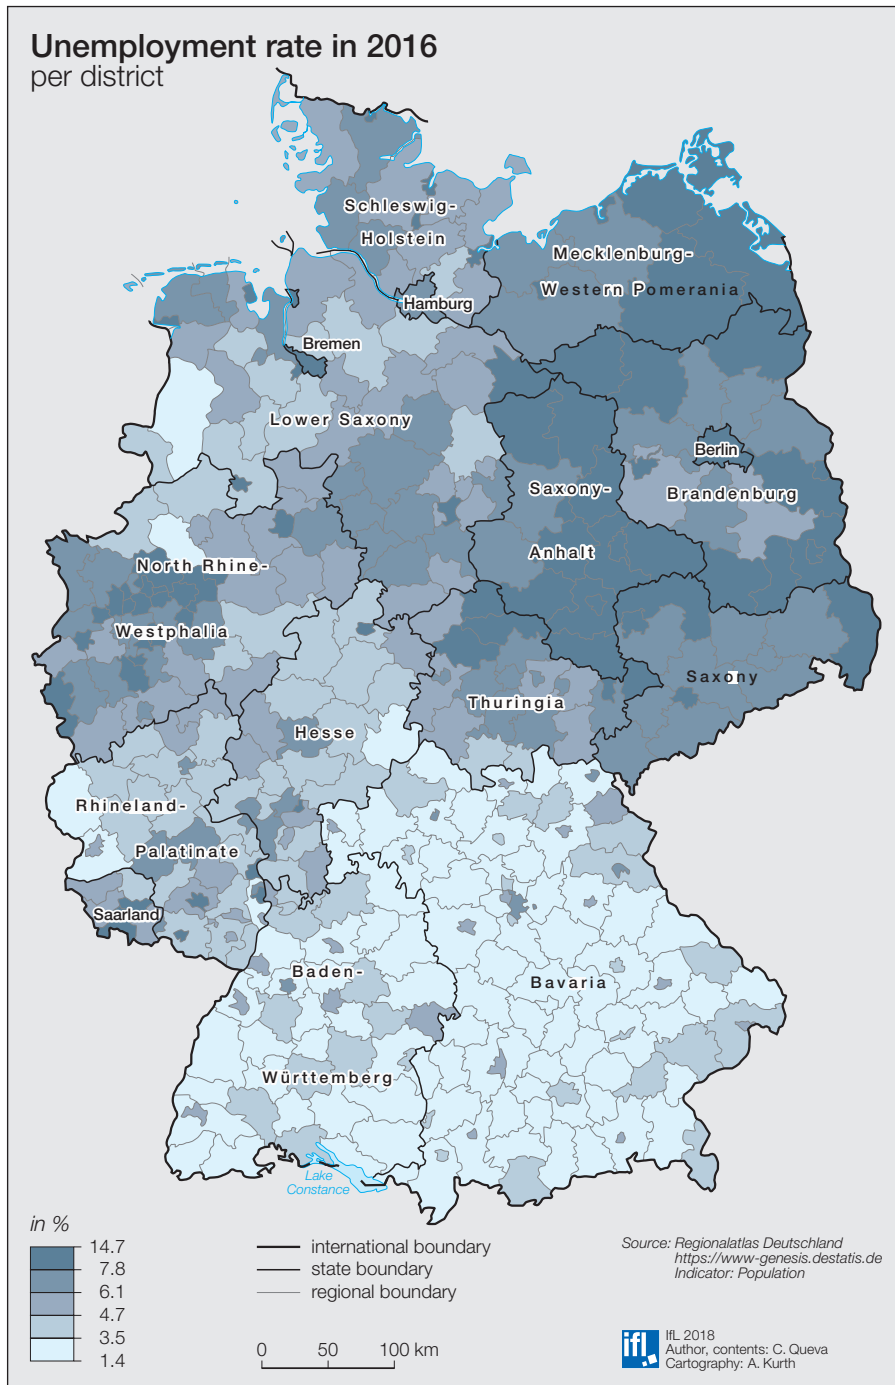 Unemployment rate in 2016
per district
Schleswig-
Holstein
Mecklenburg-
Western Pomerania
Hamburg
Bremen
Lower Saxony
Berlin
Saxony-
Brandenburg
Anhalt
North Rhine-
Westphalia
Saxony
Thuringia
Hesse
Rhineland-
Palatinate
Saarland
Baden-
Bavaria
Württemberg
Lake
Constance
in %
14.7
7.8
6.1
4.7
3.5
1.4
international boundary
state boundary
regional boundary
0 50 100 km
Source: Regionalatlas Deutschland
https://www-genesis.destatis.de
Indicator: Population
ifl
IfL 2018
Author, contents: C. Queva
Cartography: A. Kurth